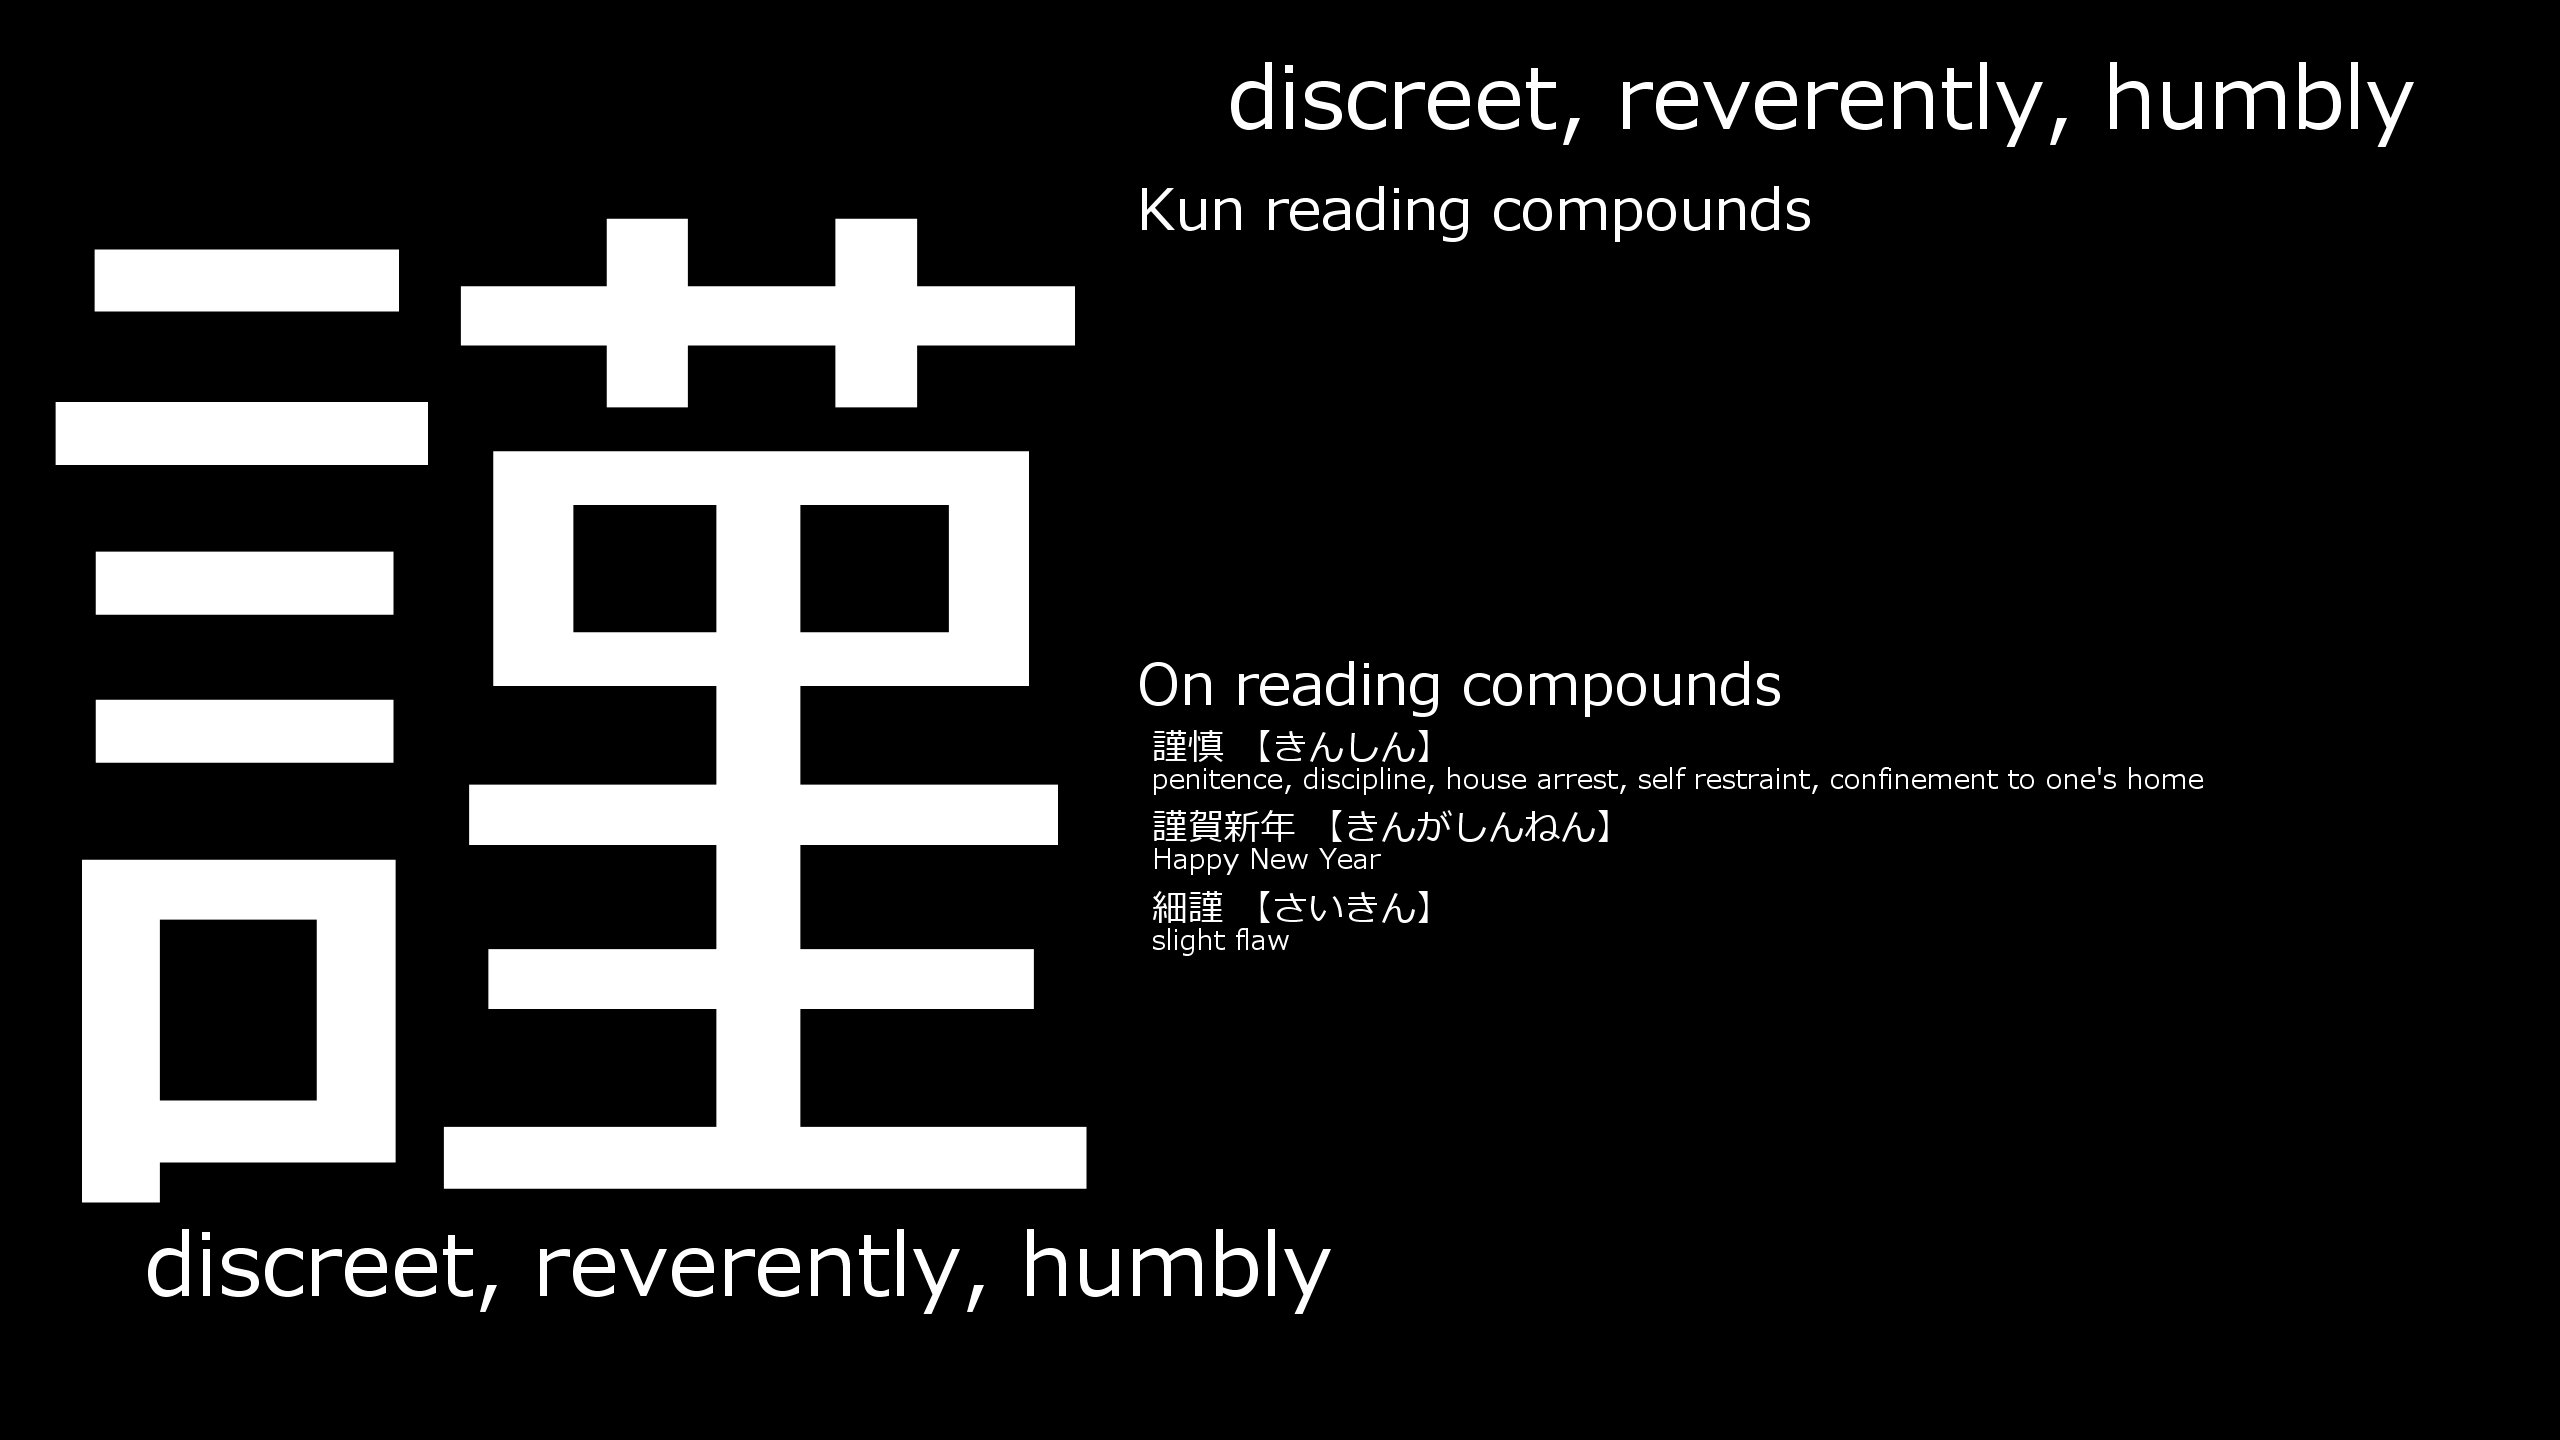 謹
discreet, reverently, humbly
Kun reading compounds
On reading compounds
謹慎 【きんしん】
penitence, discipline, house arrest, self restraint, confinement to one's home
謹賀新年 【きんがしんねん】
Happy New Year
細謹 【さいきん】
slight flaw
discreet, reverently, humbly